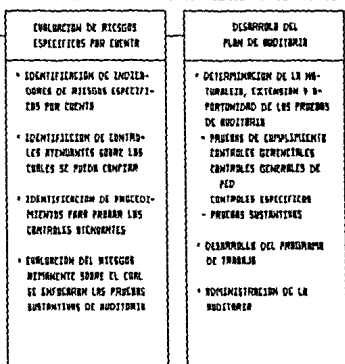 EVALUACION DE RIESGOS
ESPECIFICOS POR CUENTA
• IDENTIFICACION DE INDICA-
DORES DE RIESGOS ESPECIFI-
COS POR CUENTA
• IDENTIFICACION DE CONTRO-
LES ATENUANTES SOBRE LOS
CUALES SE PUEDA CONFIAR
• IDENTIFICACION DE PROCEDI-
MIENTOS PARA PROBAR LOS
CONTROLES ATENUANTES
• EVALUACION DEL RIESGOS
REMANENTE SOBRE EL CUAL
SE ENFOCARAN LAS PRUEBAS
SUSTANTIVAS DE AUDITORIA
DESARROLLO DEL
PLAN DE AUDITORIA
• DETERMINACION DE LA NA-
TURALEZA, EXTENSION Y O-
PORTUNIDAD DE LAS PRUEBAS
DE AUDITORIA
- PRUEBAS DE CUMPLIMIENTO
CONTROLES GERENCIALES
CONTROLES GENERALES DE
PED
CONTROLES ESPECIFICOS
- PRUEBAS SUSTANTIVAS
• DESARROLLO DEL PROGRAMA
DE TRABAJO
• ADMINISTRACION DE LA
AUDITORIA